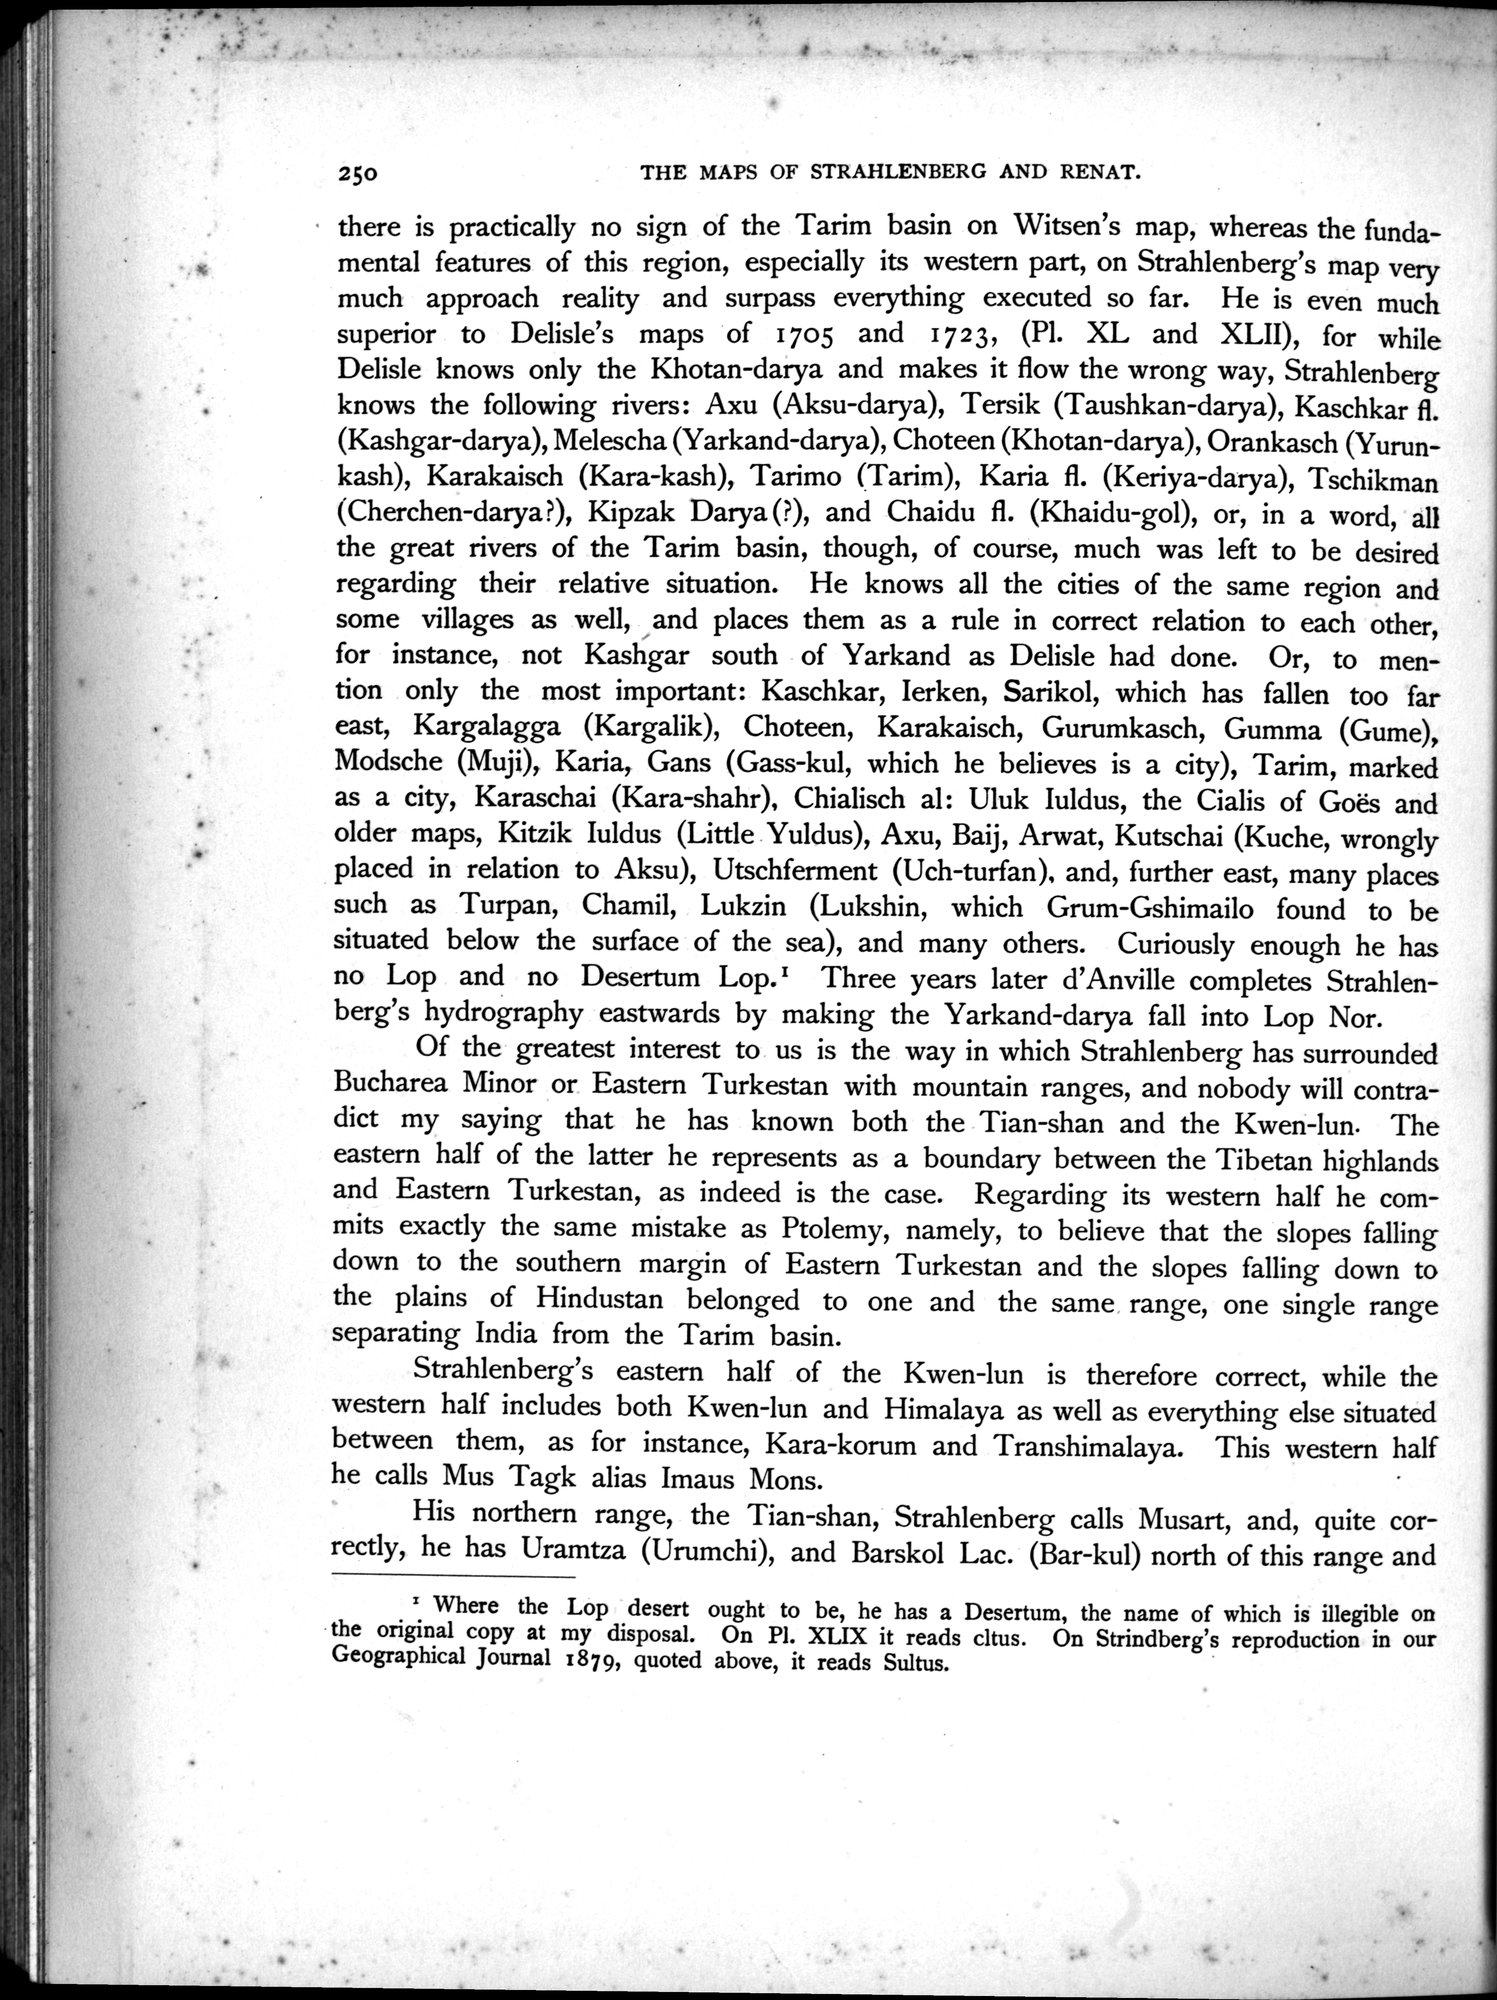 250 THE MAPS OF STRAHLENBERG AND RENAT.
there is practically no sign of the Tarim basin on Witsen's map, whereas the funda-
mental features of this region, especially its western part, on Strahlenberg's map very
much approach reality and surpass everything executed so far. He is even much
superior to Delisle's maps of 1705 and 1723, (Pl. XL and XLII), for while
Delisle knows only the Khotan-darya and makes it flow the wrong way, Strahlenberg
knows the following rivers: Axu (Aksu-darya), Tersik (Taushkan-darya), Kaschkar fl.
(Kashgar-darya), Melescha (Yarkand-darya), Choteen (Khotan-darya), Orankasch (Yurun-
kash), Karakaisch (Kara-kash), Tarimo (Tarim), Karia fl. (Keriya-darya), Tschikman
(Cherchen-darya?), Kipzak Darya (?), and Chaidu fl. (Khaidu-gol), or, in a word, all
the great rivers of the Tarim basin, though, of course, much was left to be desired
regarding their relative situation. He knows all the cities of the same region and
some villages as well, and places them as a rule in correct relation to each other,
for instance, not Kashgar south of Yarkand as Delisle had done. Or, to men-
tion only the most important: Kaschkar, Ierken, Sarikol, which has fallen too far
east, Kargalagga (Kargalik), Choteen, Karakaisch, Gurumkasch, Gumma (Gume),
Modsche (Muji), Karia, Gans (Gass-kul, which he believes is a city), Tarim, marked
as a city, Karaschai (Kara-shahr), Chialisch al: Uluk Iuldus, the Cialis of Goës and
older maps, Kitzik Iuldus (Little Yuldus), Axu, Baij, Arwat, Kutschai (Kuche, wrongly
placed in relation to Aksu), Utschferment (Uch-turfan), and, further east, many places
such as Turpan, Chamil, Lukzin (Lukshin, which Grum-Gshimailo found to be
situated below the surface of the sea), and many others. Curiously enough he has
no Lop and no Desertum Lop.¹ Three years later d'Anville completes Strahlen-
berg's hydrography eastwards by making the Yarkand-darya fall into Lop Nor.
Of the greatest interest to us is the way in which Strahlenberg has surrounded
Bucharea Minor or Eastern Turkestan with mountain ranges, and nobody will contra-
dict my saying that he has known both the Tian-shan and the Kwen-lun. The
eastern half of the latter he represents as a boundary between the Tibetan highlands
and Eastern Turkestan, as indeed is the case. Regarding its western half he com-
mits exactly the same mistake as Ptolemy, namely, to believe that the slopes falling
down to the southern margin of Eastern Turkestan and the slopes falling down to
the plains of Hindustan belonged to one and the same range, one single range
separating India from the Tarim basin.
Strahlenberg's eastern half of the Kwen-lun is therefore correct, while the
western half includes both Kwen-lun and Himalaya as well as everything else situated
between them, as for instance, Kara-korum and Transhimalaya. This western half
he calls Mus Tagk alias Imaus Mons.
His northern range, the Tian-shan, Strahlenberg calls Musart, and, quite cor-
rectly, he has Uramtza (Urumchi), and Barskol Lac. (Bar-kul) north of this range and
¹ Where the Lop desert ought to be, he has a Desertum, the name of which is illegible on
the original copy at my disposal. On Pl. XLIX it reads cltus. On Strindberg's reproduction in our
Geographical Journal 1879, quoted above, it reads Sultus.